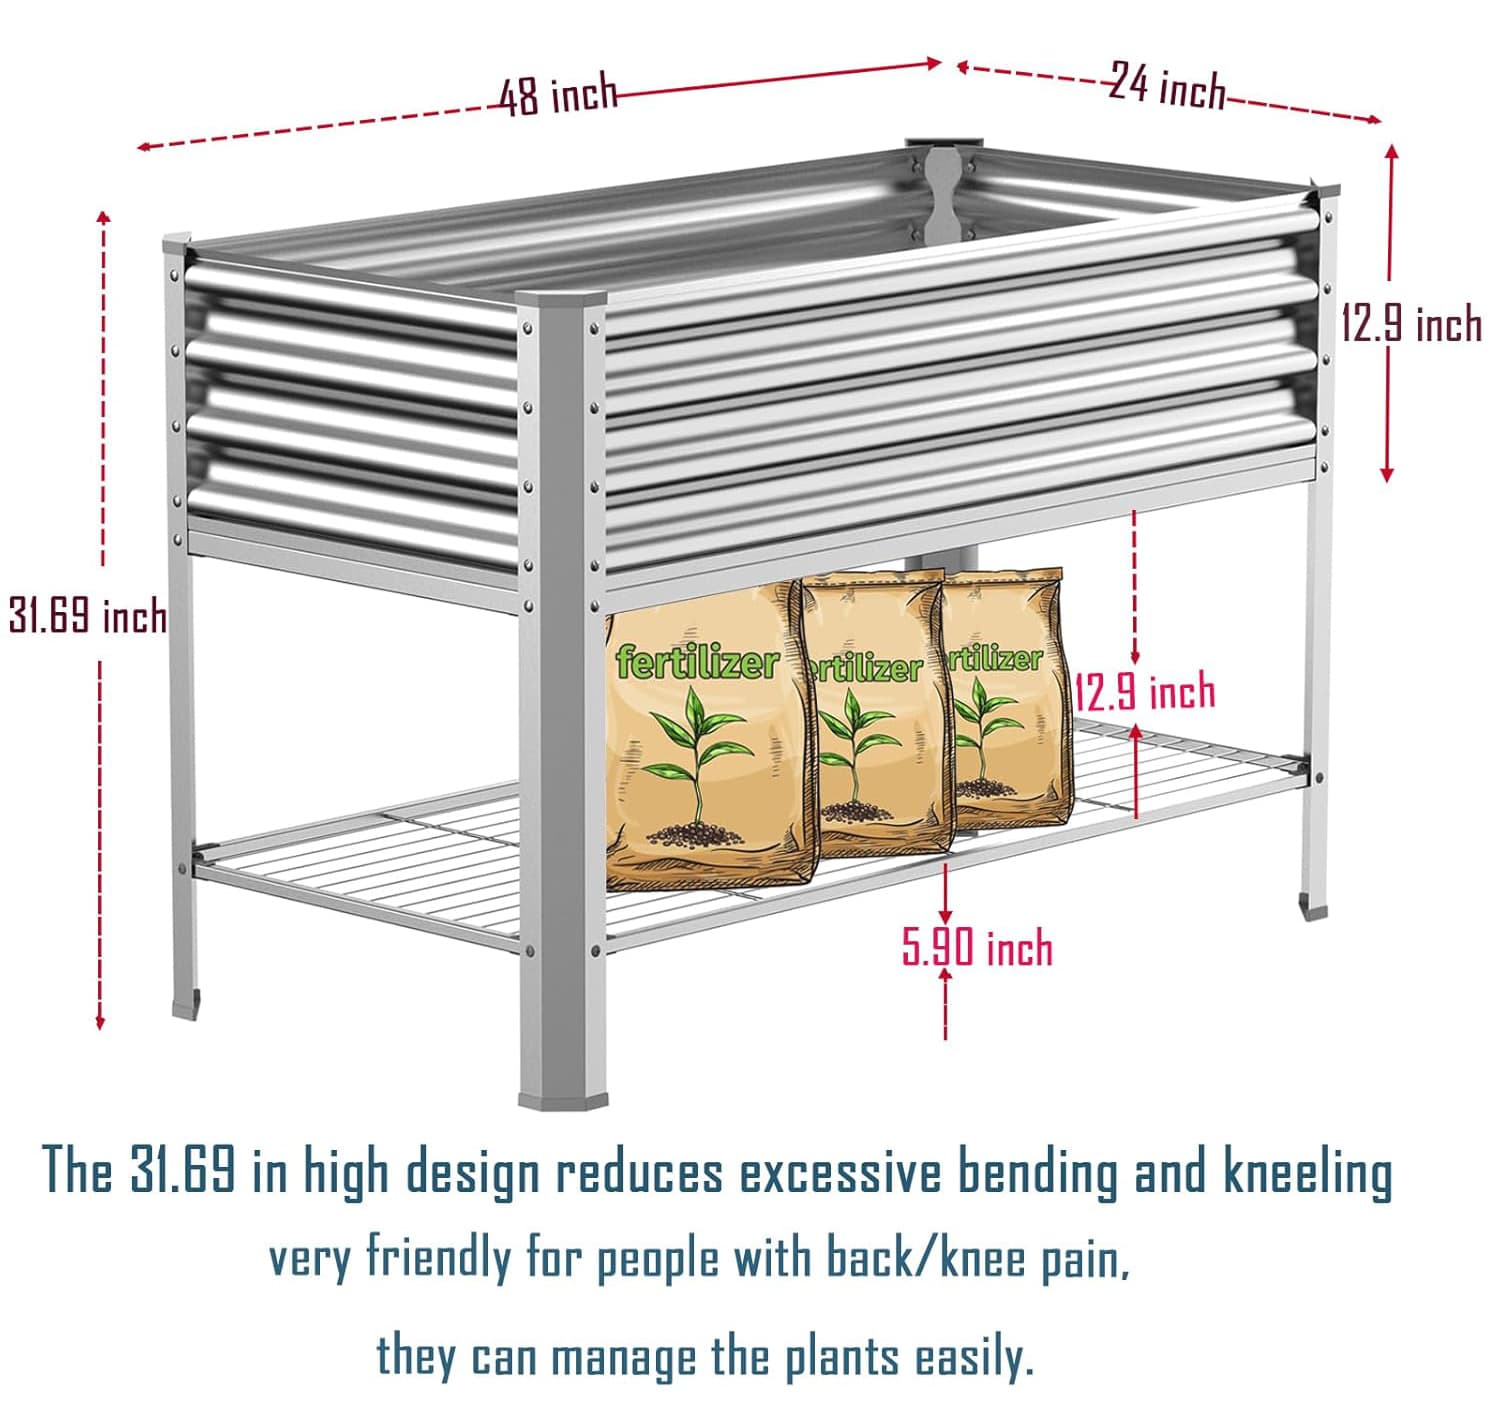 48 inch
24 inch
12.9 inch
31.69 inch
fertilizer
ertilizer
rtilizer
12.9 inch
5.90 inch
The 31.69 in high design reduces excessive bending and kneeling
very friendly for people with back/knee pain,
they can manage the plants easily.